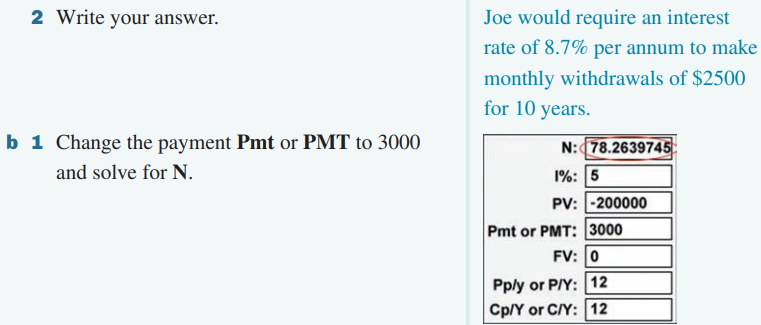 2 Write your answer.
Joe would require an interest
rate of 8.7% per annum to make
monthly withdrawals of $2500
for 10 years.
b 1 Change the payment Pmt or PMT to 3000
and solve for N.
N: 78.2639745
I%: 5
PV: -200000
Pmt or PMT: 3000
FV: 0
Pp/y or P/Y: 12
Cp/Y or C/Y: 12